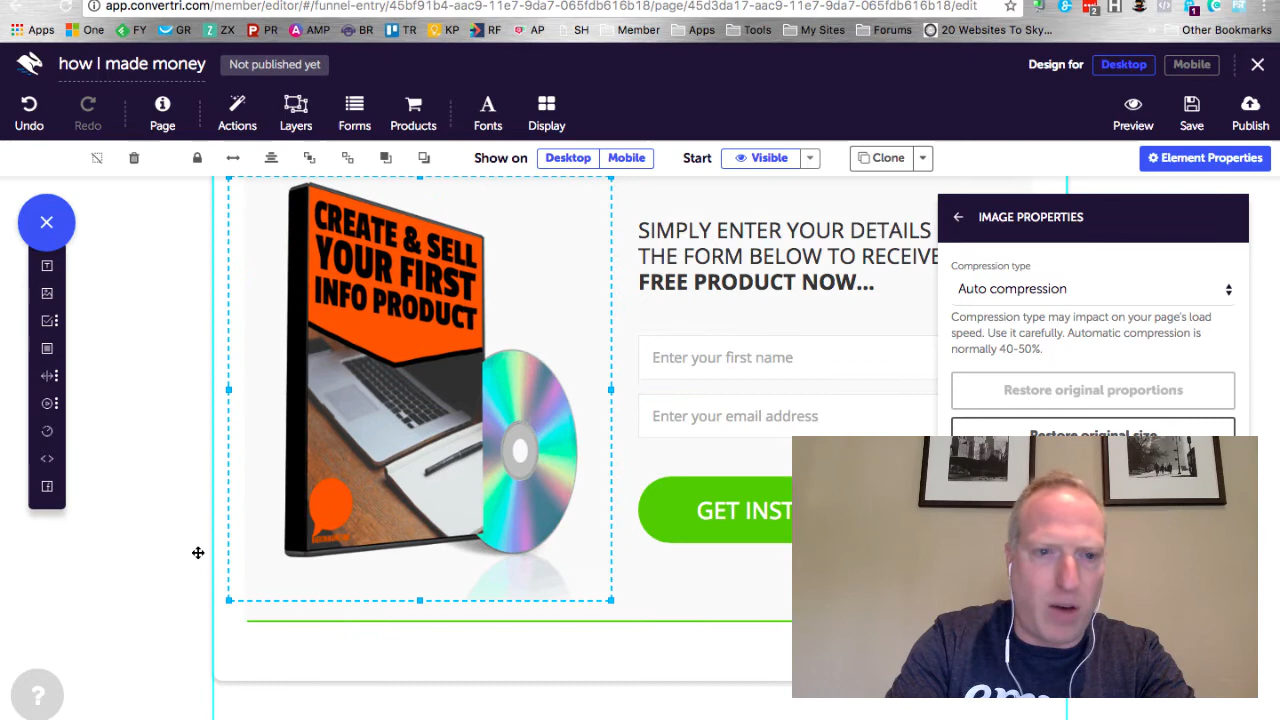 app.convertri.com/member/editor/#/funnel-entry/45bf91b4-aac9-11e7-9da7-065fdb6162b18/page/45d3da17-aac9-11e7-9da7-065fdb6162b18/edit
Apps One FY GR ZX PR AMP BR TR KP RF AP SH Member Apps Tools My Sites Forums 20 Websites To Sky... Other Bookmarks
how I made money Not published yet Design for Desktop Mobile
Undo Redo Page Actions Layers Forms Products Fonts Display Preview Save Publish
Show on Desktop Mobile Start Visible Clone Element Properties
CREATE & SELL
YOUR FIRST
INFO PRODUCT
SIMPLY ENTER YOUR DETAILS
THE FORM BELOW TO RECEIVE
FREE PRODUCT NOW...
Enter your first name
Enter your email address
GET INST
IMAGE PROPERTIES
Compression type
Auto compression
Compression type may impact on your page's load
speed. Use it carefully. Automatic compression is
normally 40-50%.
Restore original proportions
Restore original size
?